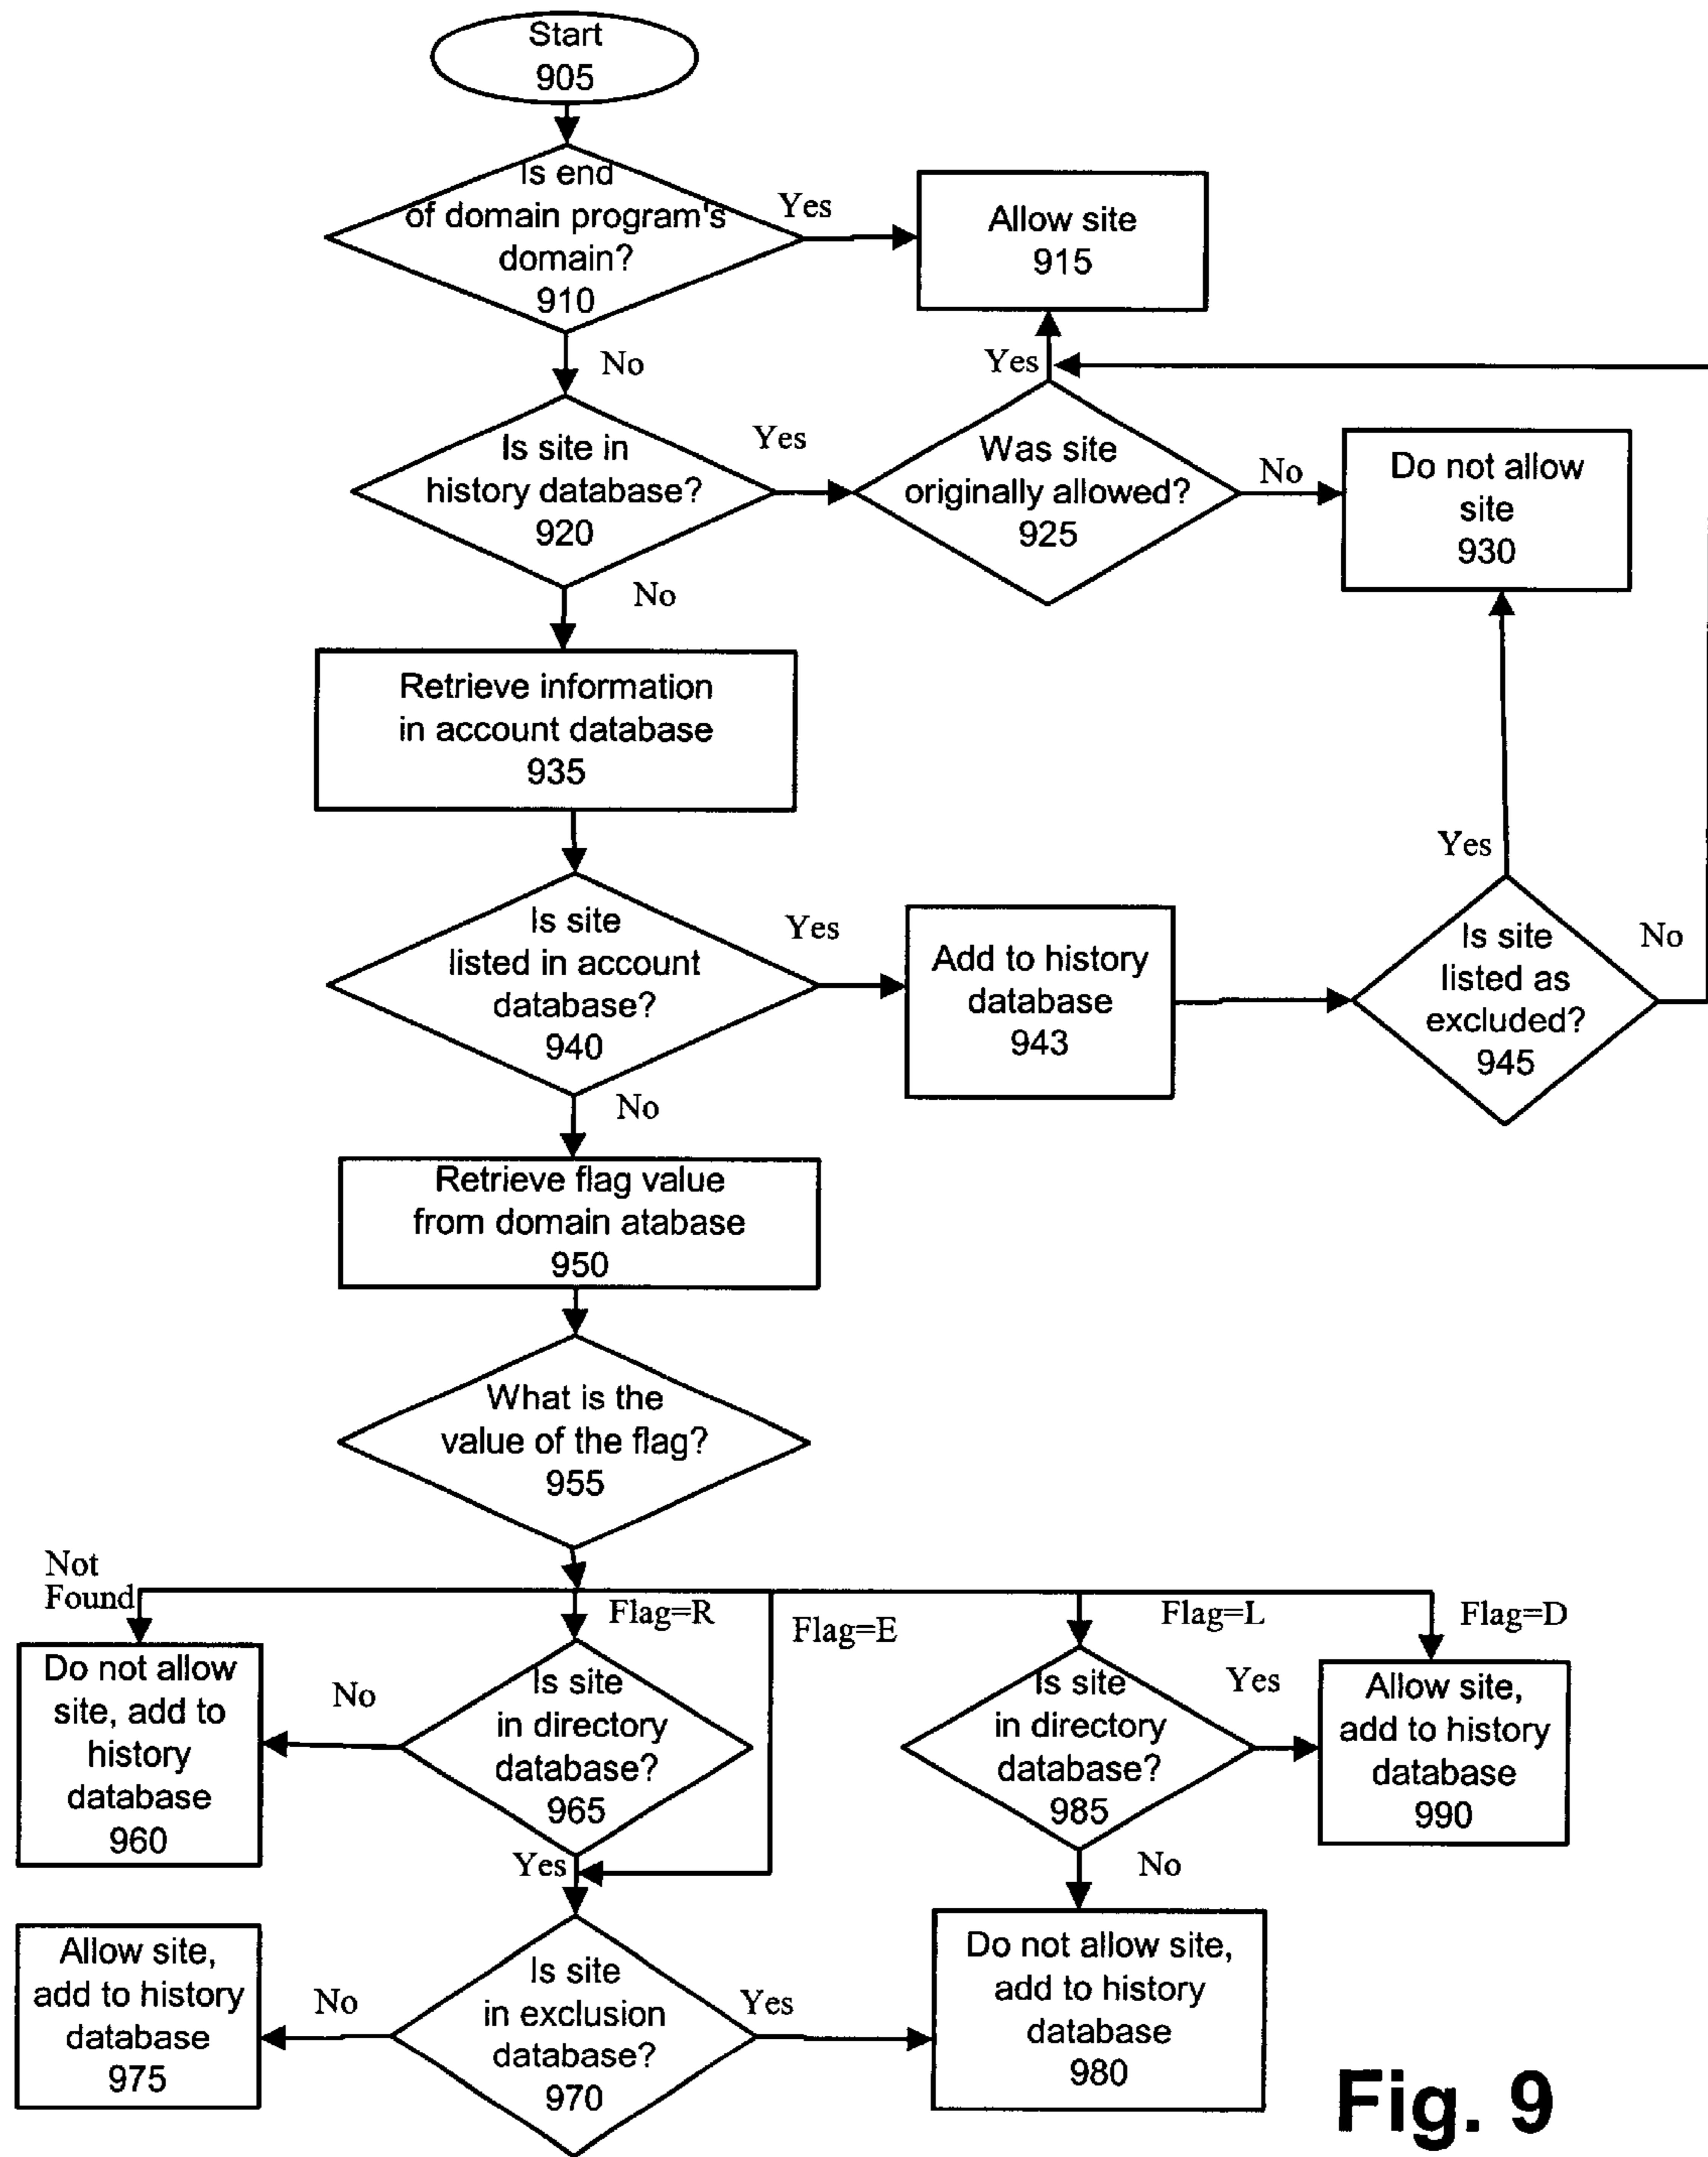 Start
905
Is end
of domain program's
domain?
910
Yes
Allow site
915
No
Yes
Is site in
history database?
920
Yes
Was site
originally allowed?
925
No
Do not allow
site
930
No
Retrieve information
in account database
935
Yes
Is site
listed in account
database?
940
Yes
Add to history
database
943
Is site
listed as
excluded?
945
No
No
Retrieve flag value
from domain atabase
950
What is the
value of the flag?
955
Not
Found
Flag=R
Flag=E
Flag=L
Flag=D
Do not allow
site, add to
history
database
960
No
Is site
in directory
database?
965
Is site
in directory
database?
985
Yes
Allow site,
add to history
database
990
Yes
No
Allow site,
add to history
database
975
No
Is site
in exclusion
database?
970
Yes
Do not allow site,
add to history
database
980
Fig. 9